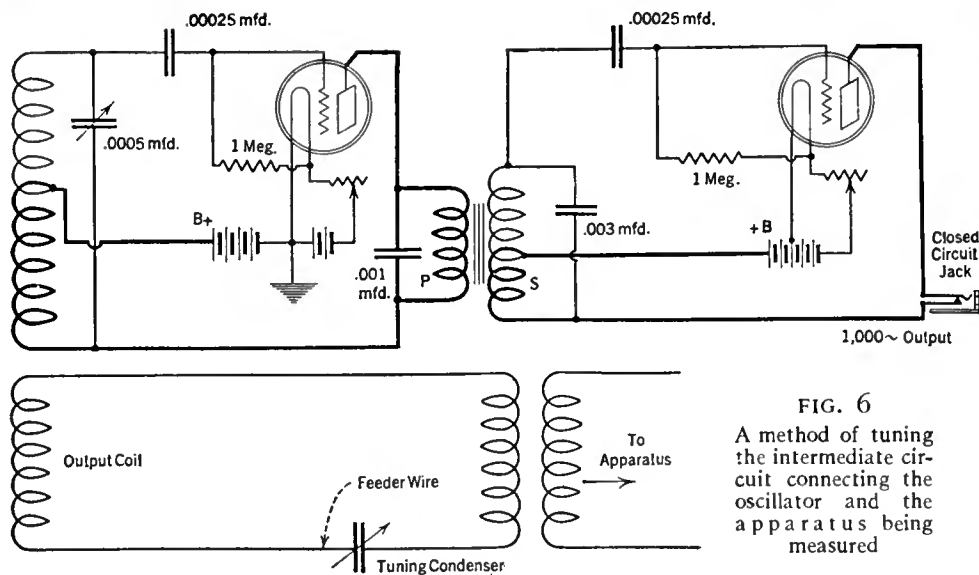 .00025 mfd.
.00025 mfd.
.0005 mfd.
1 Meg.
1 Meg.
B+
.001
mfd.
P
S
.003 mfd.
+B
Closed
Circuit
Jack
1,000~ Output
Output Coil
Feeder Wire
Tuning Condenser
To
Apparatus
FIG. 6
A method of tuning
the intermediate cir-
cuit connecting the
oscillator and the
apparatus being
measured